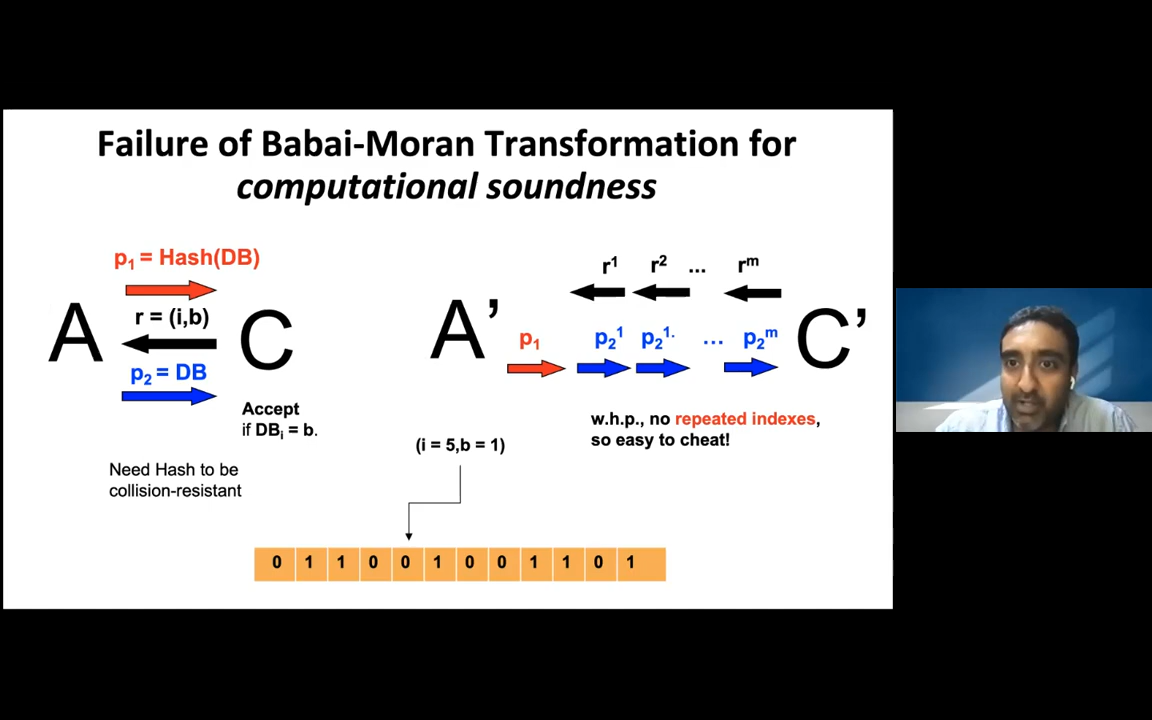 Failure of Babai-Moran Transformation for
computational soundness
p₁ = Hash(DB)
r = (i,b)
A C
p₂ = DB
Accept
if DBᵢ = b.
Need Hash to be
collision-resistant
r¹ r² ... rᵐ
A’ C’
p₁ p₂¹ p₂¹· ... p₂ᵐ
w.h.p., no repeated indexes,
so easy to cheat!
(i = 5,b = 1)
0 1 1 0 0 1 0 0 1 1 0 1